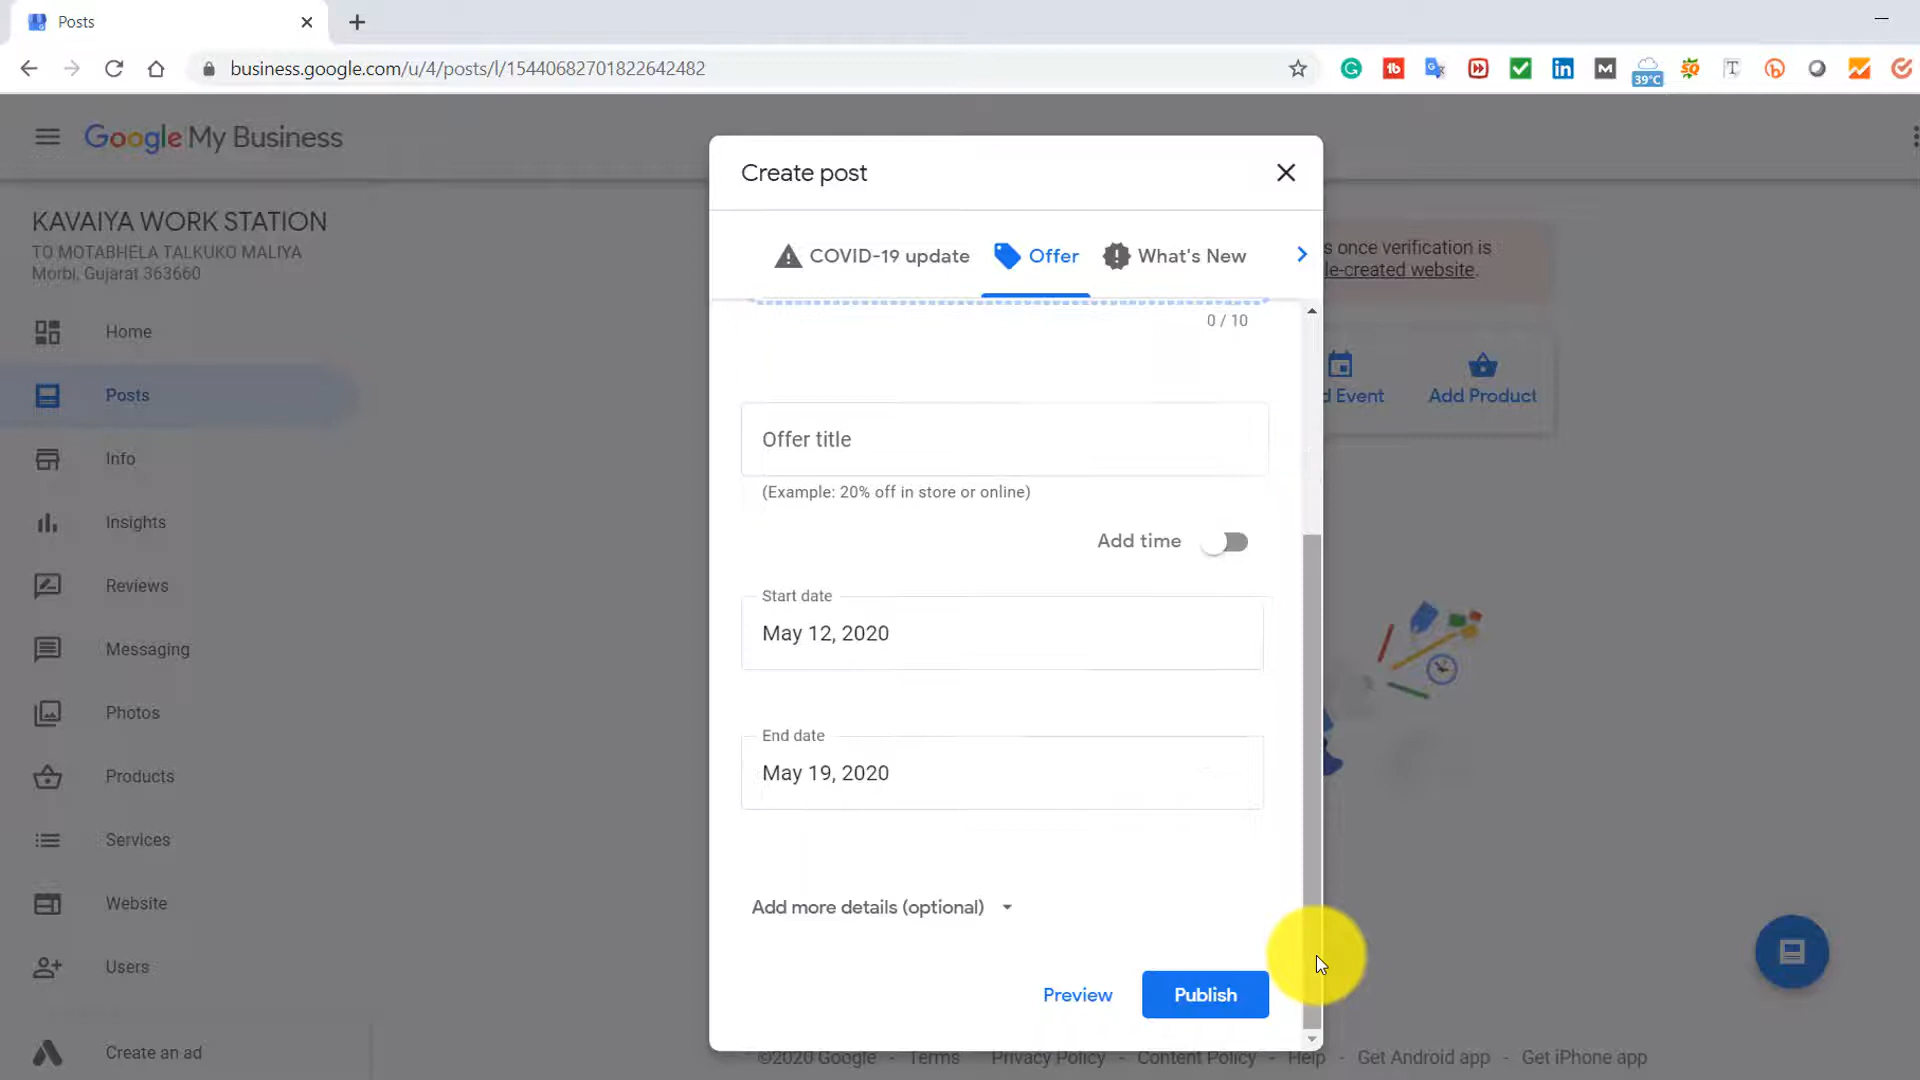 Posts
business.google.com/u/4/posts/l/15440682701822642482
39°C
Google My Business
KAVAIYA WORK STATION
TO MOTABHELA TALKUKO MALIYA
Morbi, Gujarat 363660
Home
Posts
Info
Insights
Reviews
Messaging
Photos
Products
Services
Website
Users
Create an ad
Create post
COVID-19 update
Offer
What's New
0 / 10
Offer title
(Example: 20% off in store or online)
Add time
Start date
May 12, 2020
End date
May 19, 2020
Add more details (optional)
Preview
Publish
s once verification is
le-created website.
d Event
Add Product
©2020 Google - Terms - Privacy Policy - Content Policy - Help - Get Android app - Get iPhone app